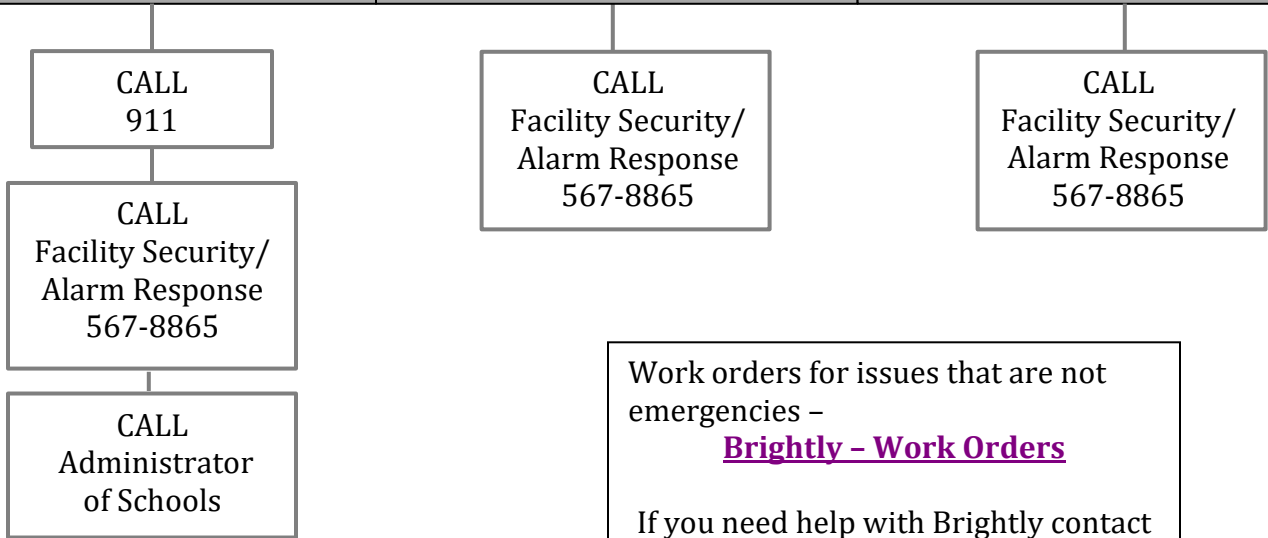 CALL
911
CALL
Facility Security/
Alarm Response
567-8865
CALL
Administrator
of Schools
CALL
Facility Security/
Alarm Response
567-8865
CALL
Facility Security/
Alarm Response
567-8865
Work orders for issues that are not
emergencies –
Brightly – Work Orders
If you need help with Brightly contact